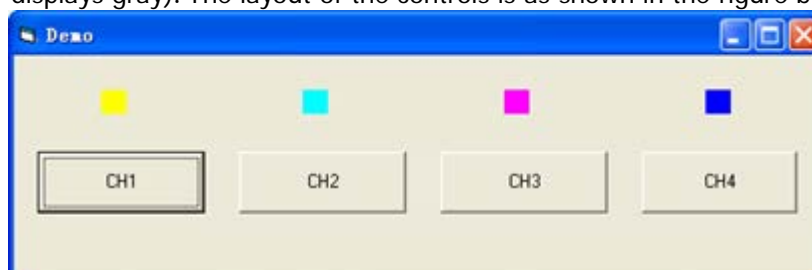 displays gray). The layout of the controls is as shown in the figure b
Demo
CH1 CH2 CH3 CH4